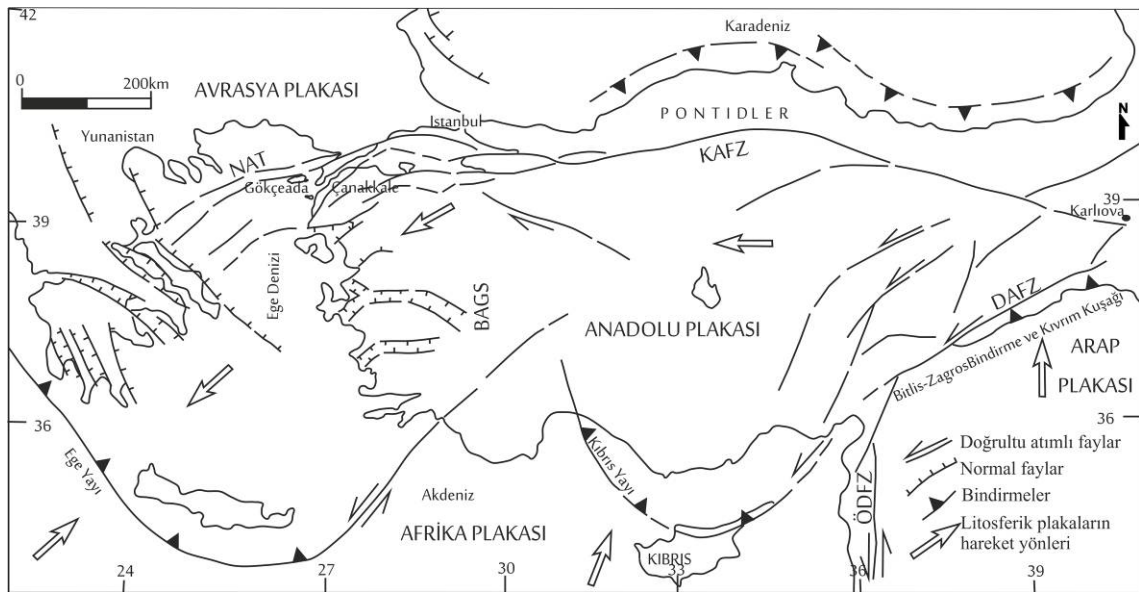 42
Karadeniz
0
200km
AVRASYA PLAKASI
N
Yunanistan
Istanbul
PONTIDLER
NAT
KAFZ
Gökçeada
Çanakkale
39
39
Karlıova
Ege Denizi
BAGS
ANADOLU PLAKASI
DAFZ
Bitlis-ZagrosBindirme ve Kıvrım Kuşağı
ARAP
PLAKASI
36
36
Ege Yayı
Kıbrıs Yayı
Akdeniz
AFRİKA PLAKASI
KIBRIS
ÖDFZ
Doğrultu atımlı faylar
Normal faylar
Bindirmeler
Litosferik plakaların
hareket yönleri
24
27
30
33
36
39